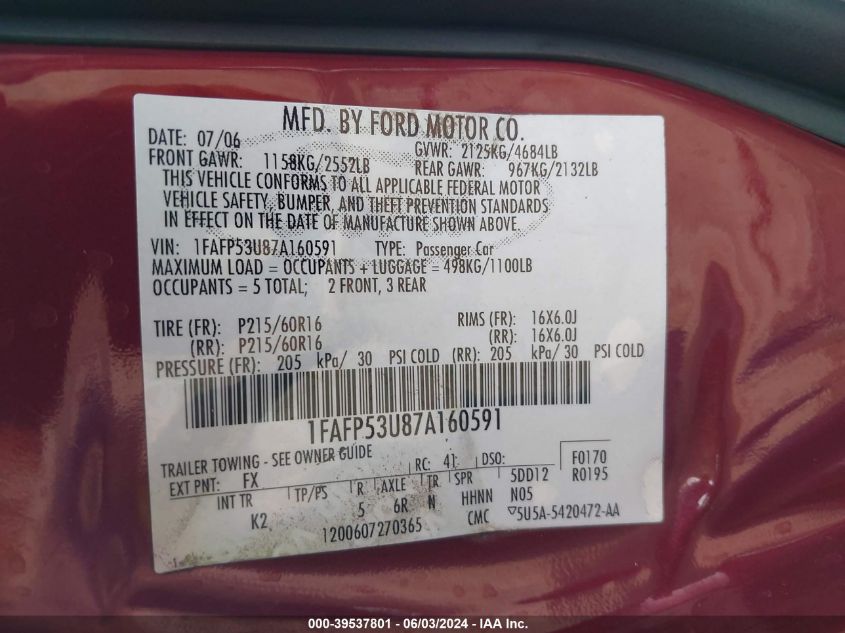 MFD. BY FORD MOTOR CO.
DATE: 07/06 GVWR: 2125KG/4684LB
FRONT GAWR: 1158KG/2552LB REAR GAWR: 967KG/2132LB
THIS VEHICLE CONFORMS TO ALL APPLICABLE FEDERAL MOTOR
VEHICLE SAFETY, BUMPER, AND THEFT PREVENTION STANDARDS
IN EFFECT ON THE DATE OF MANUFACTURE SHOWN ABOVE.
VIN: 1FAFP53U87A160591 TYPE: Passenger Car
MAXIMUM LOAD = OCCUPANTS + LUGGAGE = 498KG/1100LB
OCCUPANTS = 5 TOTAL; 2 FRONT, 3 REAR
TIRE (FR): P215/60R16 RIMS (FR): 16X6.0J
(RR): P215/60R16 (RR): 16X6.0J
PRESSURE (FR): 205 kPa/ 30 PSI COLD (RR): 205 kPa/ 30 PSI COLD
1FAFP53U87A160591
TRAILER TOWING - SEE OWNER GUIDE
EXT PNT: FX RC: 41 DSO: F0170
INT TR TP/PS R AXLE TR SPR 5DD12 R0195
K2 5 6R N HHNN N05
1200607270365 CMC ▽5U5A-5420472-AA
000-39537801 - 06/03/2024 - IAA Inc.